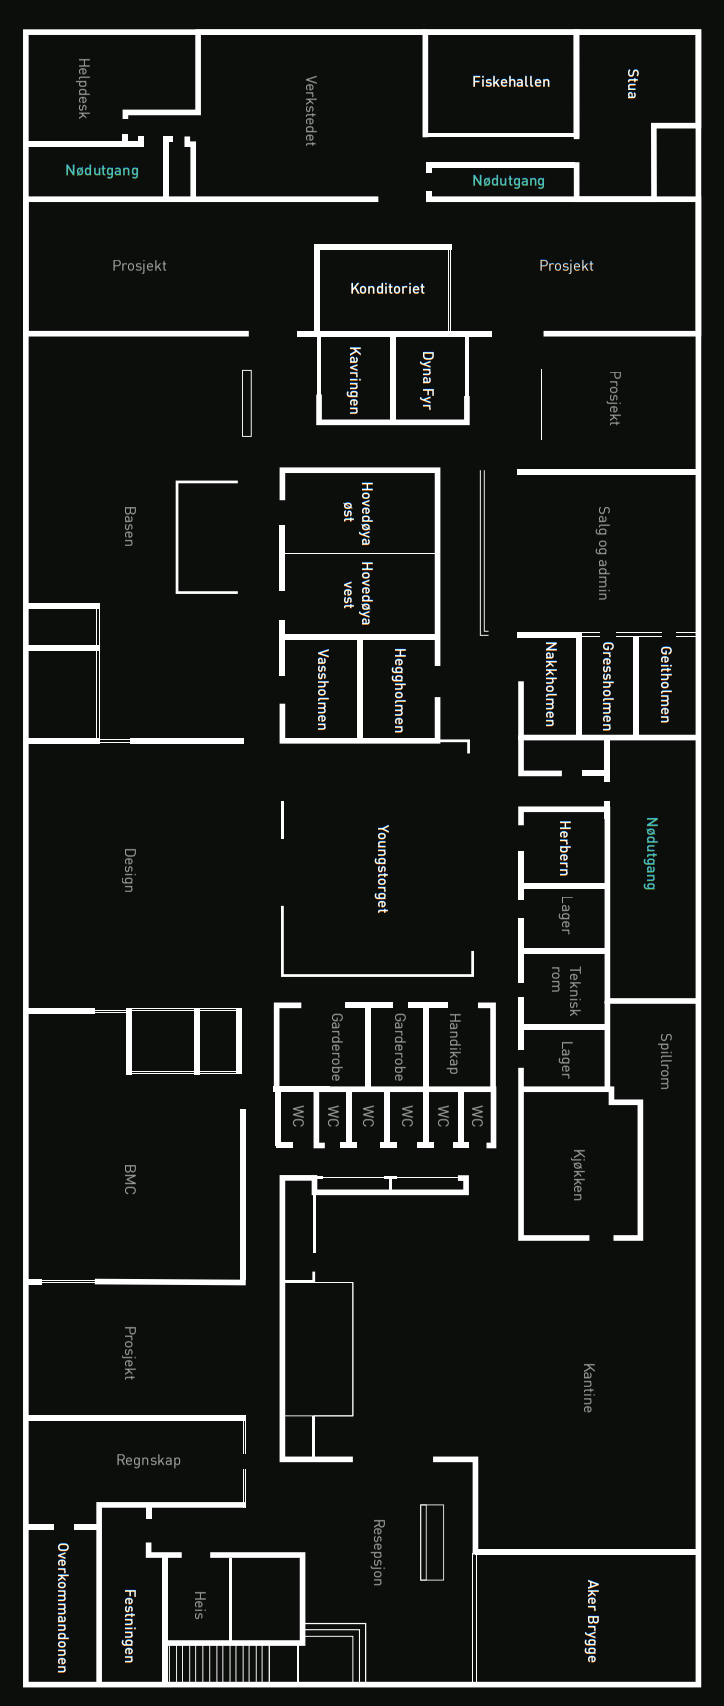 Helpdesk
Verkstedet
Fiskehallen
Stua
Nødutgang
Nødutgang
Prosjekt
Konditoriet
Prosjekt
Kavringen
Dyna Fyr
Prosjekt
Basen
Hovedøya
øst
Hovedøya
vest
Salg og admin
Vassholmen
Heggholmen
Nakkholmen
Gressholmen
Geitholmen
Design
Youngstorget
Herbern
Nødutgang
Lager
Teknisk
rom
Lager
Spillrom
Garderobe
Garderobe
Handikap
WC
WC
WC
WC
WC
WC
BMC
Kjøkken
Prosjekt
Kantine
Regnskap
Resepsjon
Overkommandonen
Festningen
Heis
Aker Brygge